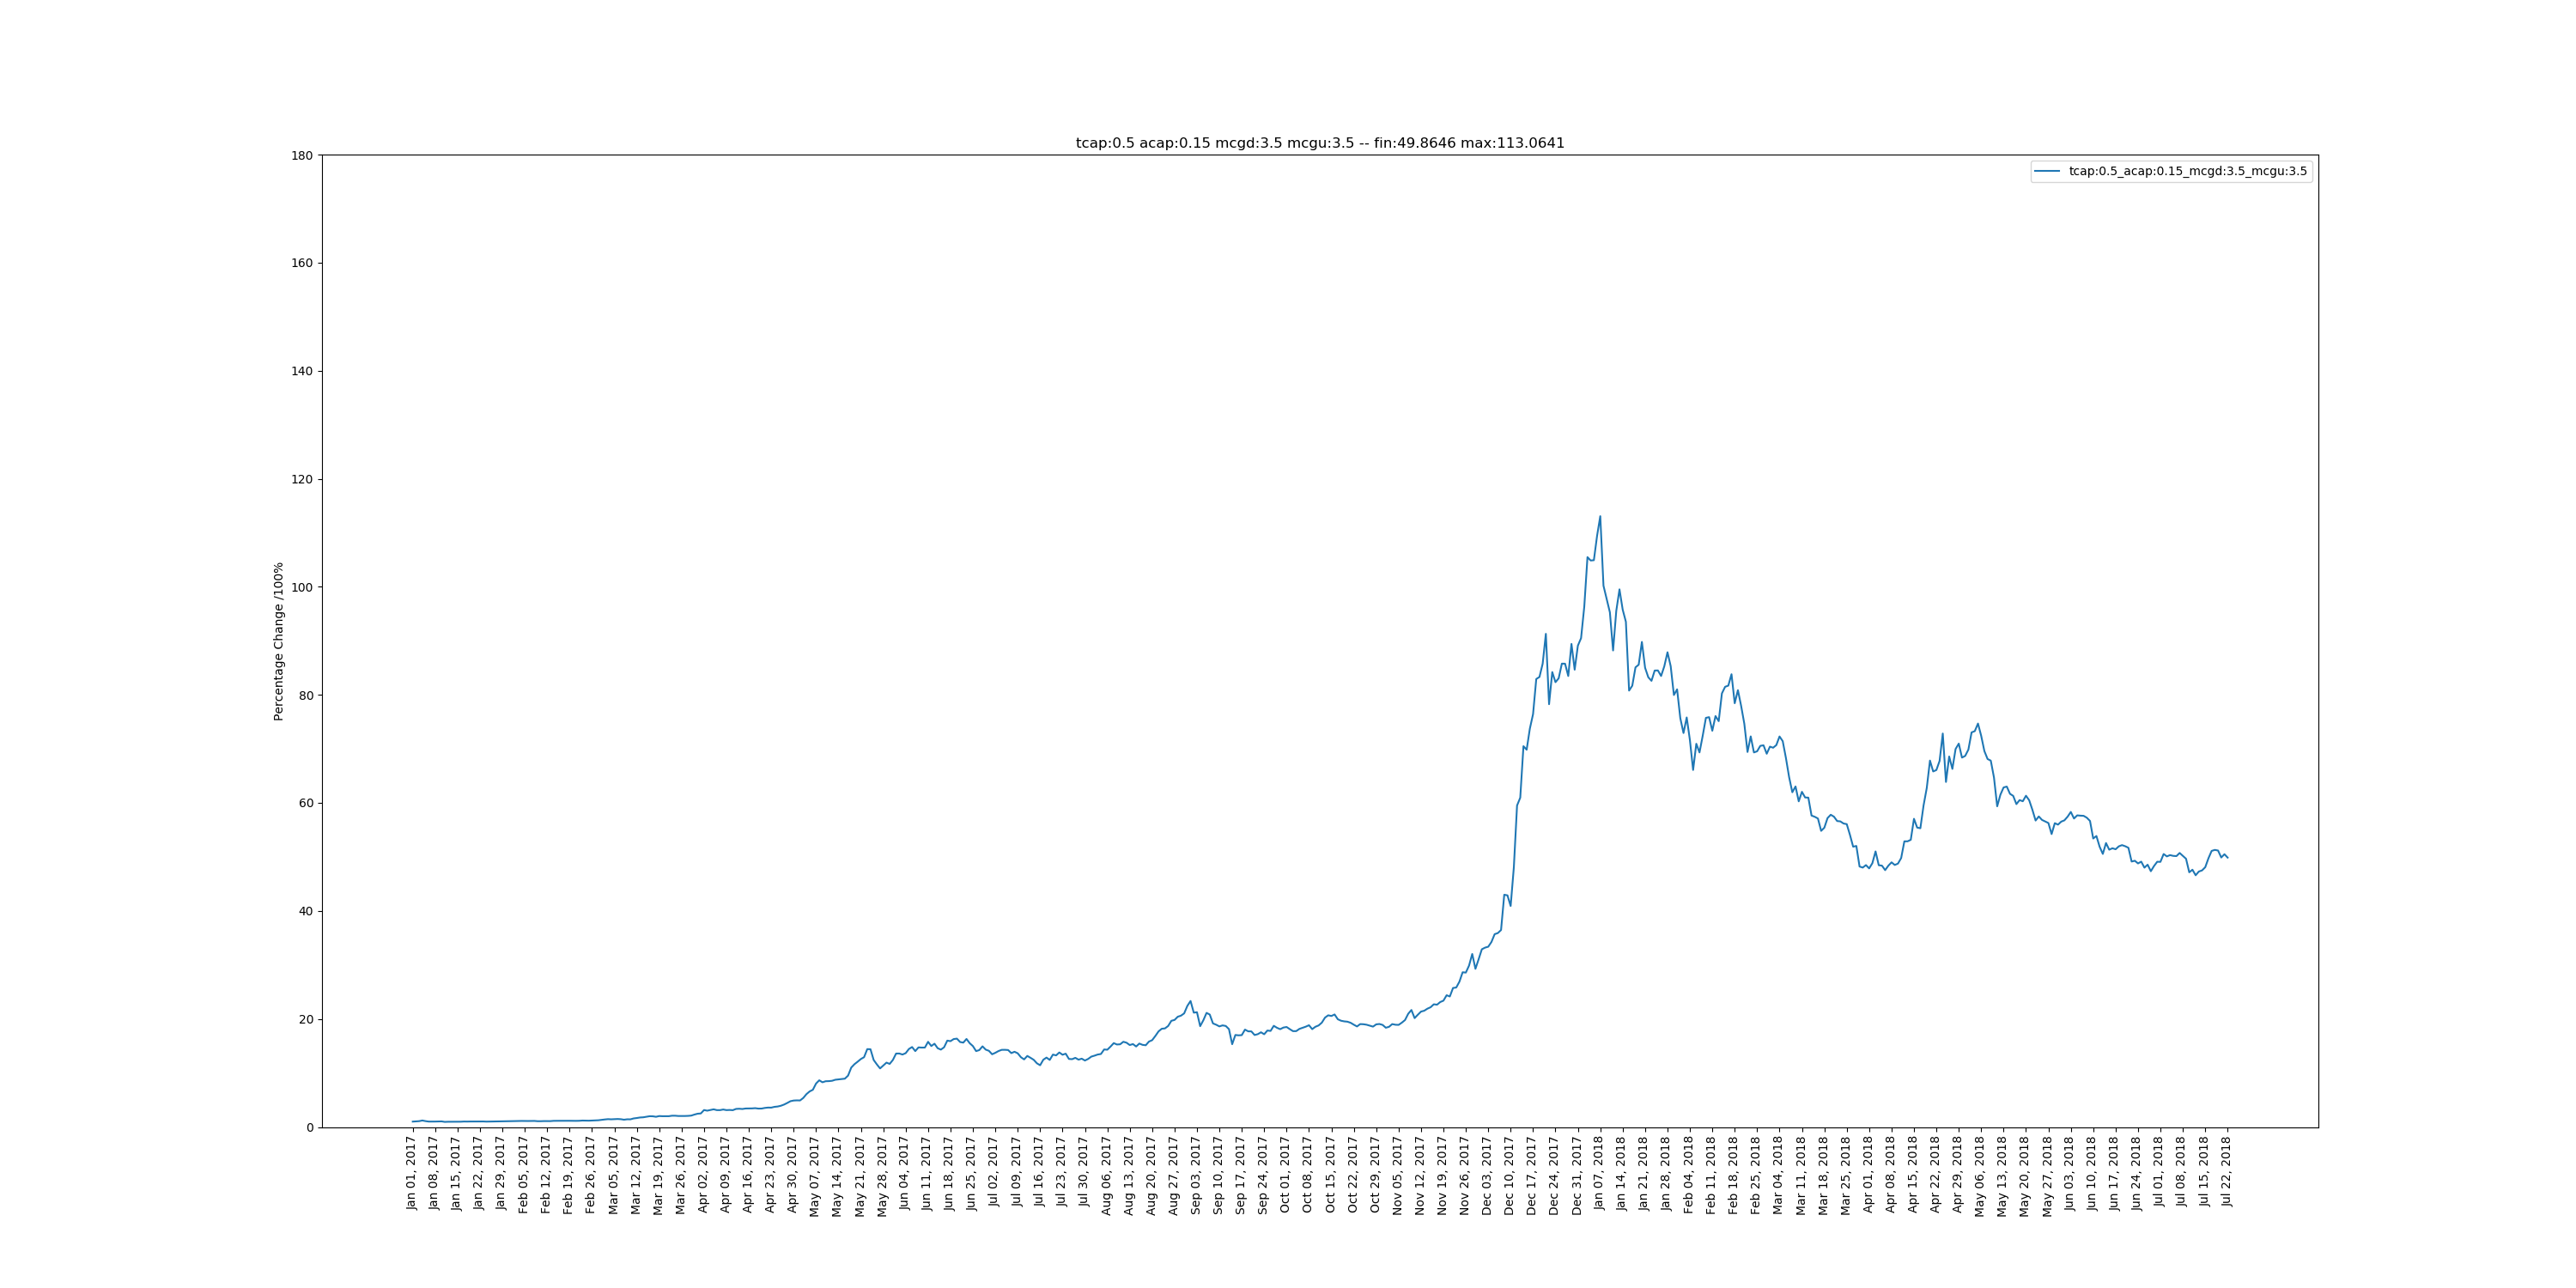 tcap:0.5 acap:0.15 mcgd:3.5 mcgu:3.5 -- fin:49.8646 max:113.0641
tcap:0.5_acap:0.15_mcgd:3.5_mcgu:3.5
Percentage Change /100%
180
160
140
120
100
80
60
40
20
0
Jan 01, 2017
Jan 08, 2017
Jan 15, 2017
Jan 22, 2017
Jan 29, 2017
Feb 05, 2017
Feb 12, 2017
Feb 19, 2017
Feb 26, 2017
Mar 05, 2017
Mar 12, 2017
Mar 19, 2017
Mar 26, 2017
Apr 02, 2017
Apr 09, 2017
Apr 16, 2017
Apr 23, 2017
Apr 30, 2017
May 07, 2017
May 14, 2017
May 21, 2017
May 28, 2017
Jun 04, 2017
Jun 11, 2017
Jun 18, 2017
Jun 25, 2017
Jul 02, 2017
Jul 09, 2017
Jul 16, 2017
Jul 23, 2017
Jul 30, 2017
Aug 06, 2017
Aug 13, 2017
Aug 20, 2017
Aug 27, 2017
Sep 03, 2017
Sep 10, 2017
Sep 17, 2017
Sep 24, 2017
Oct 01, 2017
Oct 08, 2017
Oct 15, 2017
Oct 22, 2017
Oct 29, 2017
Nov 05, 2017
Nov 12, 2017
Nov 19, 2017
Nov 26, 2017
Dec 03, 2017
Dec 10, 2017
Dec 17, 2017
Dec 24, 2017
Dec 31, 2017
Jan 07, 2018
Jan 14, 2018
Jan 21, 2018
Jan 28, 2018
Feb 04, 2018
Feb 11, 2018
Feb 18, 2018
Feb 25, 2018
Mar 04, 2018
Mar 11, 2018
Mar 18, 2018
Mar 25, 2018
Apr 01, 2018
Apr 08, 2018
Apr 15, 2018
Apr 22, 2018
Apr 29, 2018
May 06, 2018
May 13, 2018
May 20, 2018
May 27, 2018
Jun 03, 2018
Jun 10, 2018
Jun 17, 2018
Jun 24, 2018
Jul 01, 2018
Jul 08, 2018
Jul 15, 2018
Jul 22, 2018